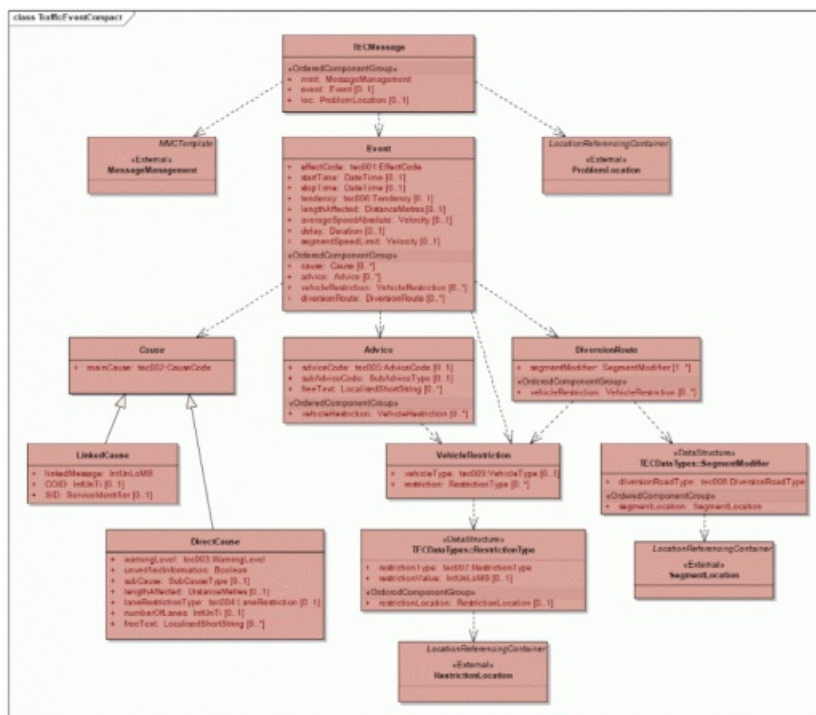 class TrafficEventCompact
TECMessage
«OrderedComponentGroup»
+ mmt: MessageManagement
+ event: Event [0..1]
+ loc: ProblemLocation [0..1]
MMCTemplate
«External»
MessageManagement
LocationReferencingContainer
«External»
ProblemLocation
Event
+ effectCode: tec001:EffectCode
+ startTime: DateTime [0..1]
+ stopTime: DateTime [0..1]
+ tendency: tec006:Tendency [0..1]
+ lengthAffected: DistanceMetres [0..1]
+ averageSpeedAbsolute: Velocity [0..1]
+ delay: Duration [0..1]
+ segmentSpeedLimit: Velocity [0..1]
«OrderedComponentGroup»
+ cause: Cause [0..*]
+ advice: Advice [0..*]
+ vehicleRestriction: VehicleRestriction [0..*]
+ diversionRoute: DiversionRoute [0..*]
Cause
+ mainCause: tec002:CauseCode
Advice
+ adviceCode: tec005:AdviceCode [0..1]
+ subAdviceCode: SubAdviceType [0..1]
+ freeText: LocalisedShortString [0..*]
«OrderedComponentGroup»
+ vehicleRestriction: VehicleRestriction [0..*]
DiversionRoute
+ segmentModifier: SegmentModifier [1..*]
«OrderedComponentGroup»
+ vehicleRestriction: VehicleRestriction [0..*]
LinkedCause
+ linkedMessage: IntUnLoMB
+ COID: IntUnTi [0..1]
+ SID: ServiceIdentifier [0..1]
VehicleRestriction
+ vehicleType: tec009:VehicleType [0..1]
+ restriction: RestrictionType [0..*]
«DataStructure»
TECDataTypes::SegmentModifier
+ diversionRoadType: tec008:DiversionRoadType
«OrderedComponentGroup»
+ segmentLocation: SegmentLocation
DirectCause
+ warningLevel: tec003:WarningLevel
+ unverifiedInformation: Boolean
+ subCause: SubCauseType [0..1]
+ lengthAffected: DistanceMetres [0..1]
+ laneRestrictionType: tec004:LaneRestriction [0..1]
+ numberOfLanes: IntUnTi [0..1]
+ freeText: LocalisedShortString [0..*]
«DataStructure»
TECDataTypes::RestrictionType
+ restrictionType: tec007:RestrictionType
+ restrictionValue: IntUnLoMB [0..1]
«OrderedComponentGroup»
+ restrictionLocation: RestrictionLocation [0..1]
LocationReferencingContainer
«External»
SegmentLocation
LocationReferencingContainer
«External»
RestrictionLocation